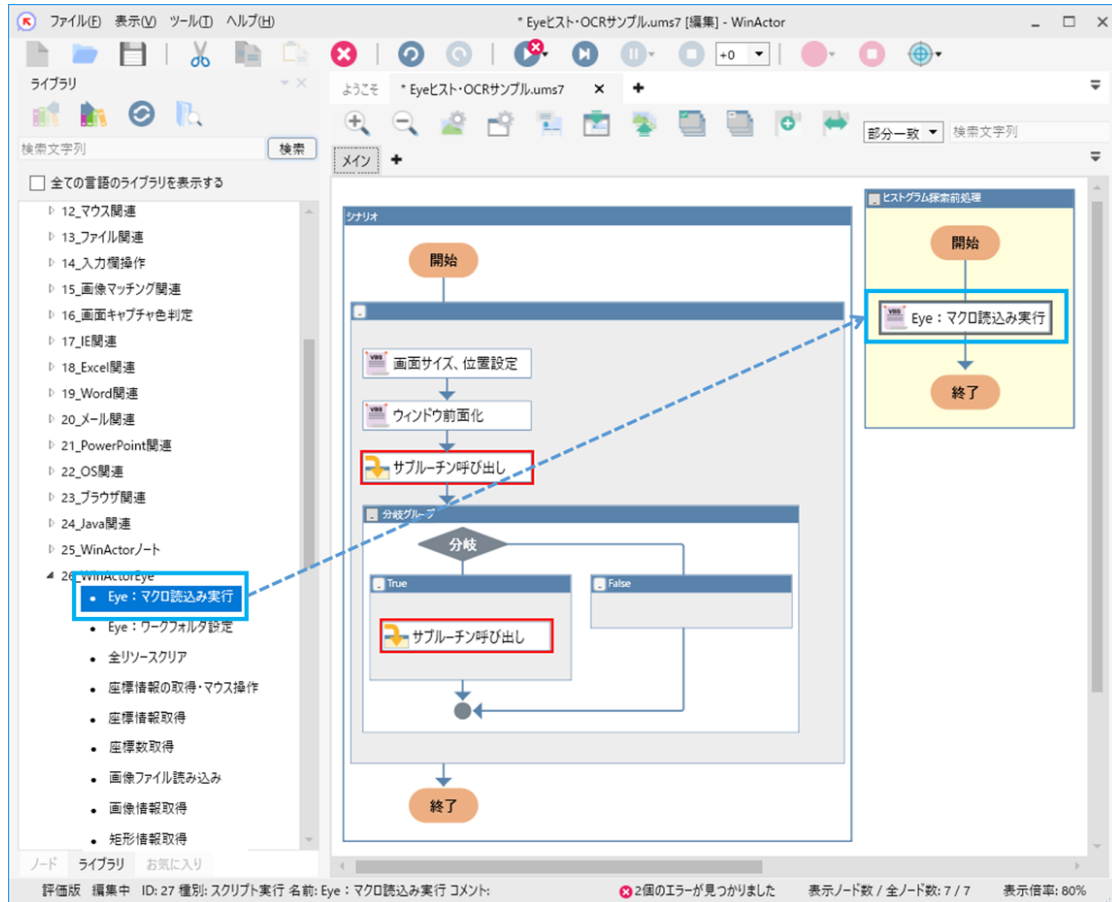 ファイル(F) 表示(V) ツール(T) ヘルプ(H)
* Eyeヒスト・OCRサンプル.ums7 [編集] - WinActor
+0
ライブラリ
検索文字列
検索
全ての言語のライブラリを表示する
12_マウス関連
13_ファイル関連
14_入力欄操作
15_画像マッチング関連
16_画面キャプチャ色判定
17_IE関連
18_Excel関連
19_Word関連
20_メール関連
21_PowerPoint関連
22_OS関連
23_ブラウザ関連
24_Java関連
25_WinActorノート
26_WinActorEye
Eye：マクロ読込み実行
Eye：ワークフォルダ設定
全リソースクリア
座標情報の取得・マウス操作
座標情報取得
座標数取得
画像ファイル読み込み
画像情報取得
矩形情報取得
ノード ライブラリ お気に入り
ようこそ * Eyeヒスト・OCRサンプル.ums7
部分一致 検索文字列
メイン
シナリオ
開始
VBS 画面サイズ、位置設定
VBS ウィンドウ前面化
サブルーチン呼び出し
分岐グループ
分岐
True
False
サブルーチン呼び出し
終了
ヒストグラム探索前処理
開始
VBS Eye：マクロ読込み実行
終了
評価版 編集中 ID: 27 種別: スクリプト実行 名前: Eye：マクロ読込み実行 コメント:
2個のエラーが見つかりました
表示ノード数 / 全ノード数: 7 / 7
表示倍率: 80%